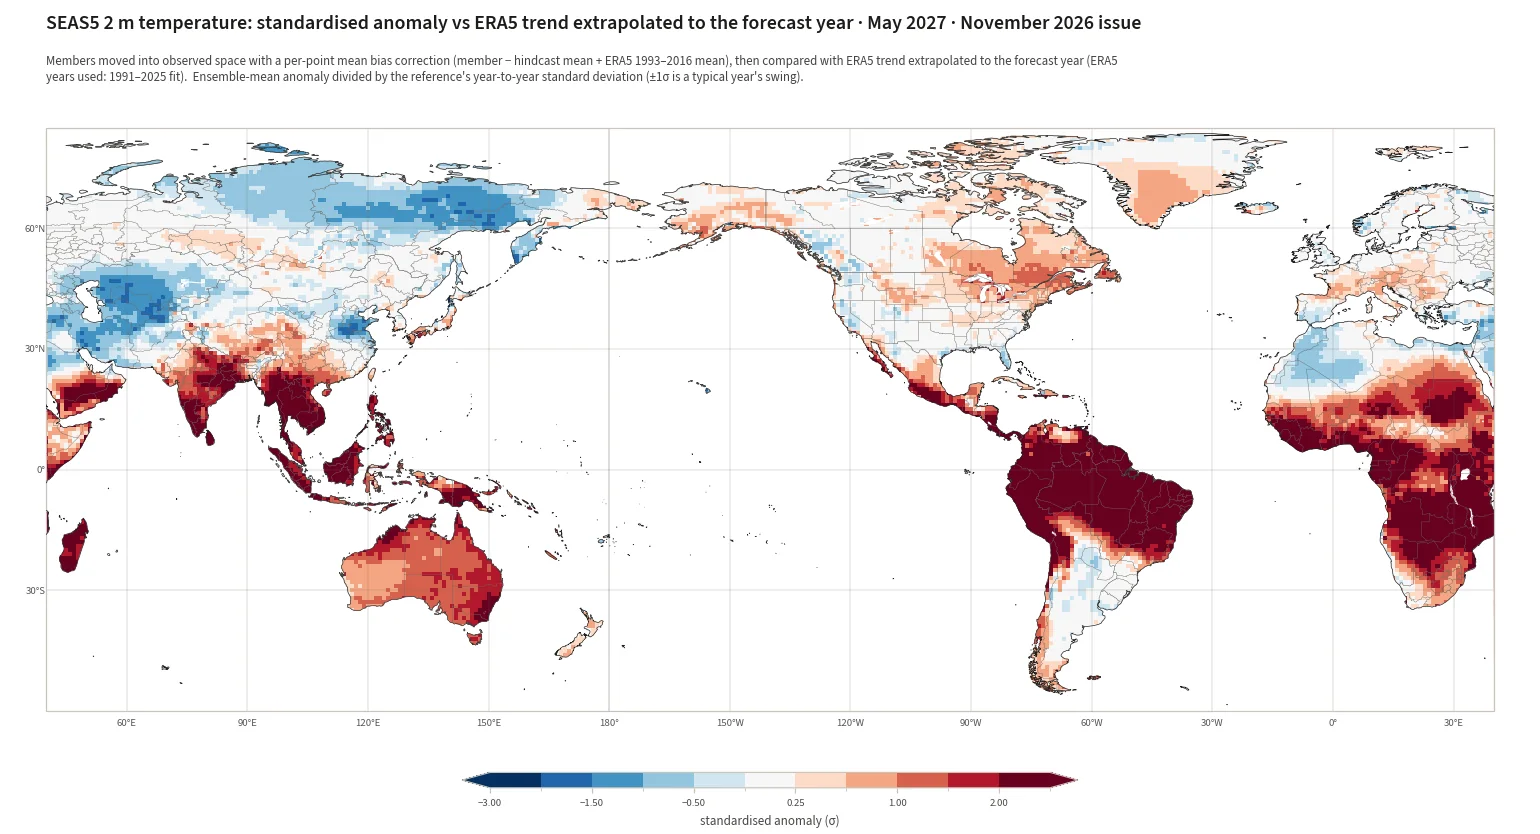 SEAS5 2 m temperature: standardised anomaly vs ERA5 trend extrapolated to the forecast year · May 2027 · November 2026 issue
Members moved into observed space with a per-point mean bias correction (member − hindcast mean + ERA5 1993–2016 mean), then compared with ERA5 trend extrapolated to the forecast year (ERA5
years used: 1991–2025 fit). Ensemble-mean anomaly divided by the reference's year-to-year standard deviation (±1σ is a typical year's swing).
60°N
30°N
0°
30°S
60°E 90°E 120°E 150°E 180° 150°W 120°W 90°W 60°W 30°W 0° 30°E
−3.00 −1.50 −0.50 0.25 1.00 2.00
standardised anomaly (σ)